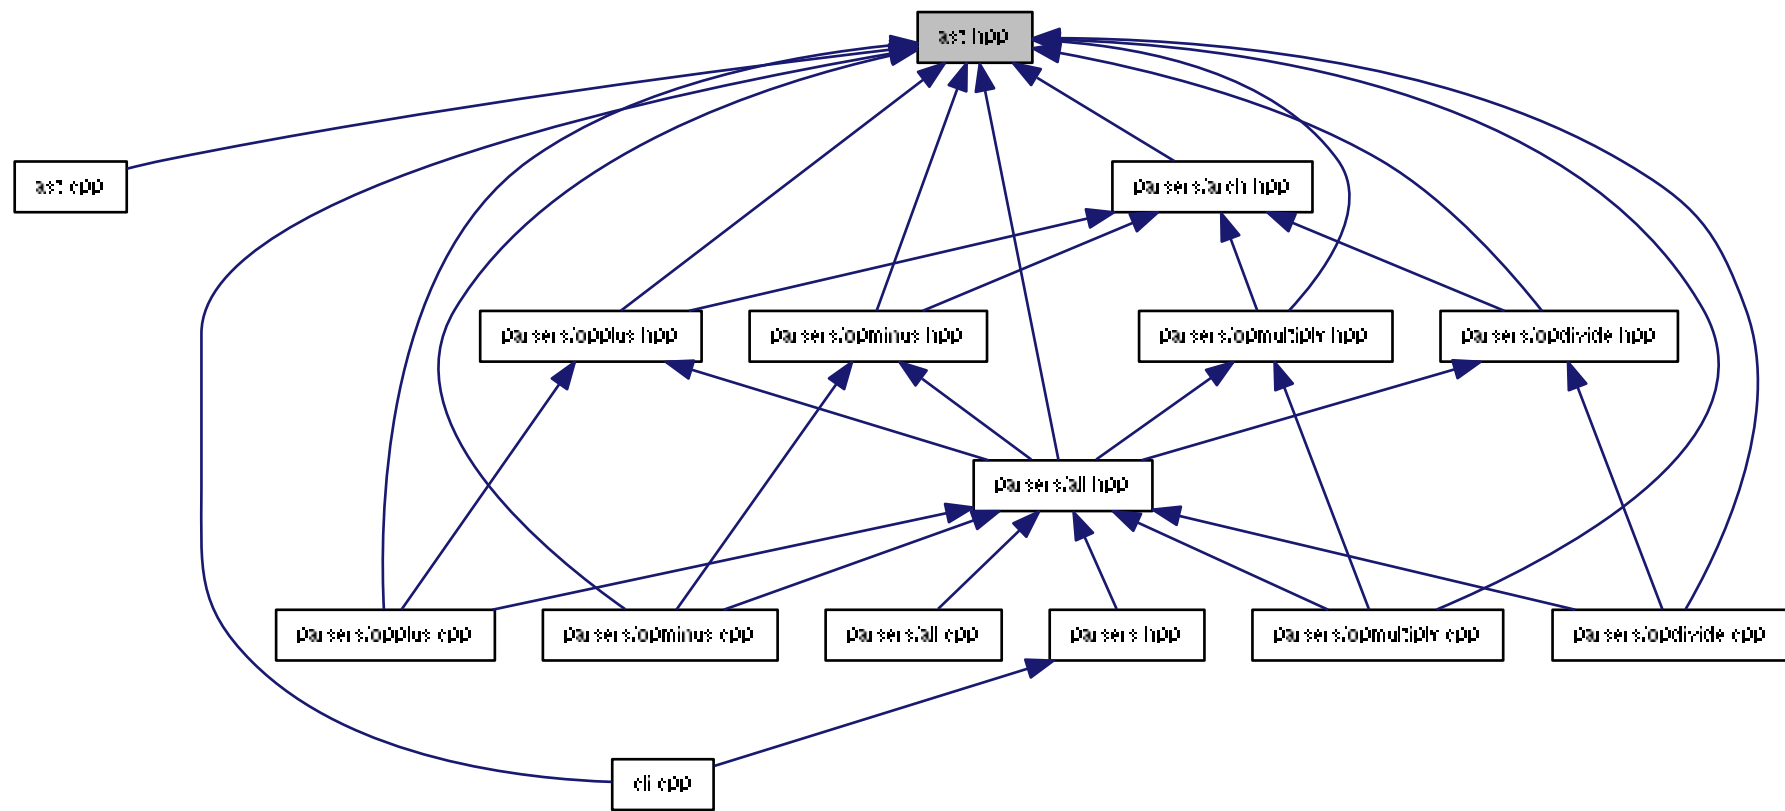 ast.hpp
ast.cpp
parsers/arch.hpp
parsers/opplus.hpp
parsers/opminus.hpp
parsers/opmultiply.hpp
parsers/opdivide.hpp
parsers/all.hpp
parsers/opplus.cpp
parsers/opminus.cpp
parsers/all.cpp
parsers.hpp
parsers/opmultiply.cpp
parsers/opdivide.cpp
cli.cpp